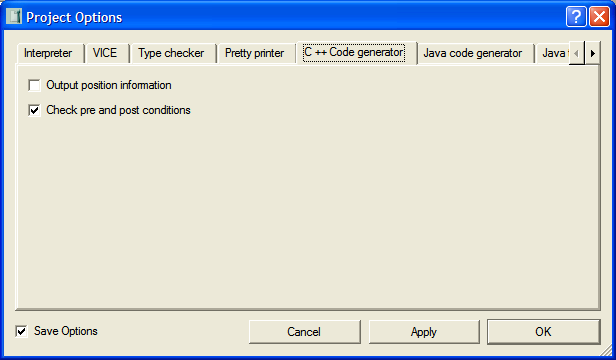 Project Options
Interpreter VICE Type checker Pretty printer C ++ Code generator Java code generator Java
Output position information
Check pre and post conditions
Save Options Cancel Apply OK